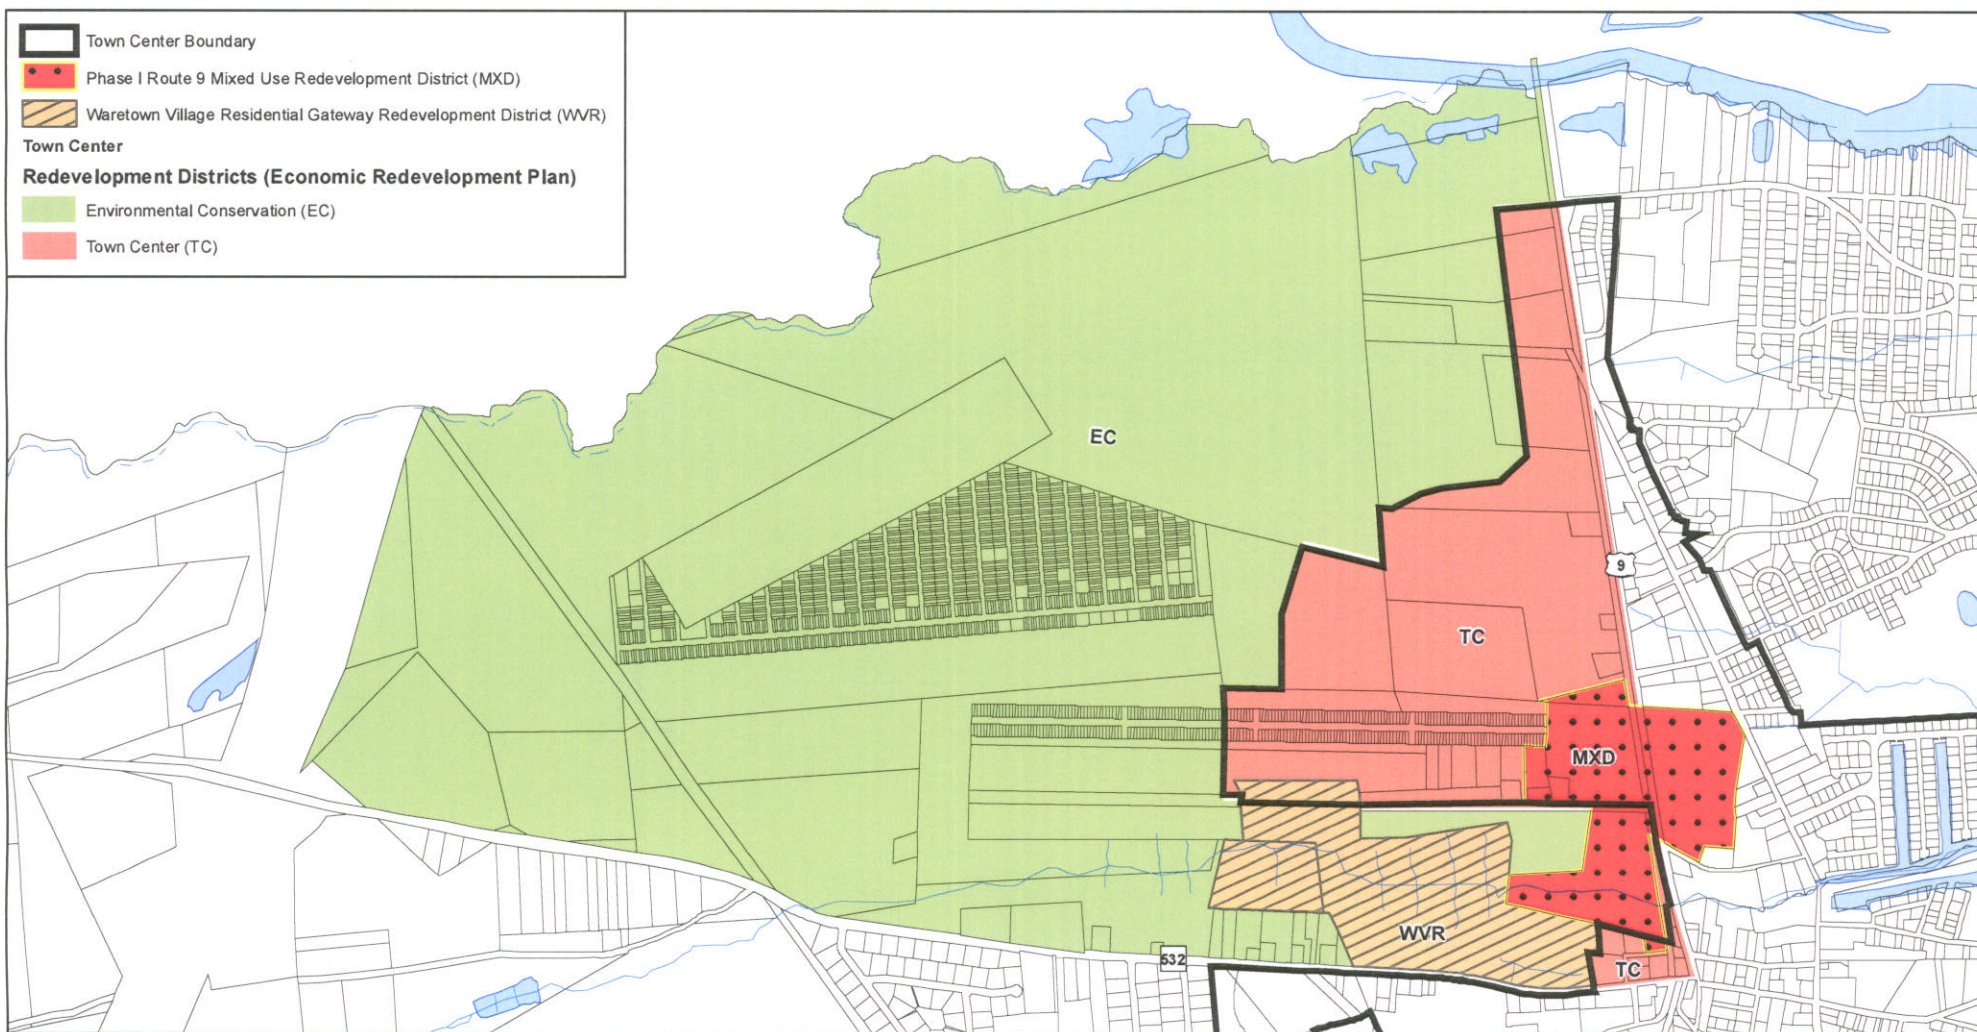 Town Center Boundary
Phase I Route 9 Mixed Use Redevelopment District (MXD)
Waretown Village Residential Gateway Redevelopment District (WVR)
Town Center
Redevelopment Districts (Economic Redevelopment Plan)
Environmental Conservation (EC)
Town Center (TC)
EC
9
TC
MXD
WVR
532
TC